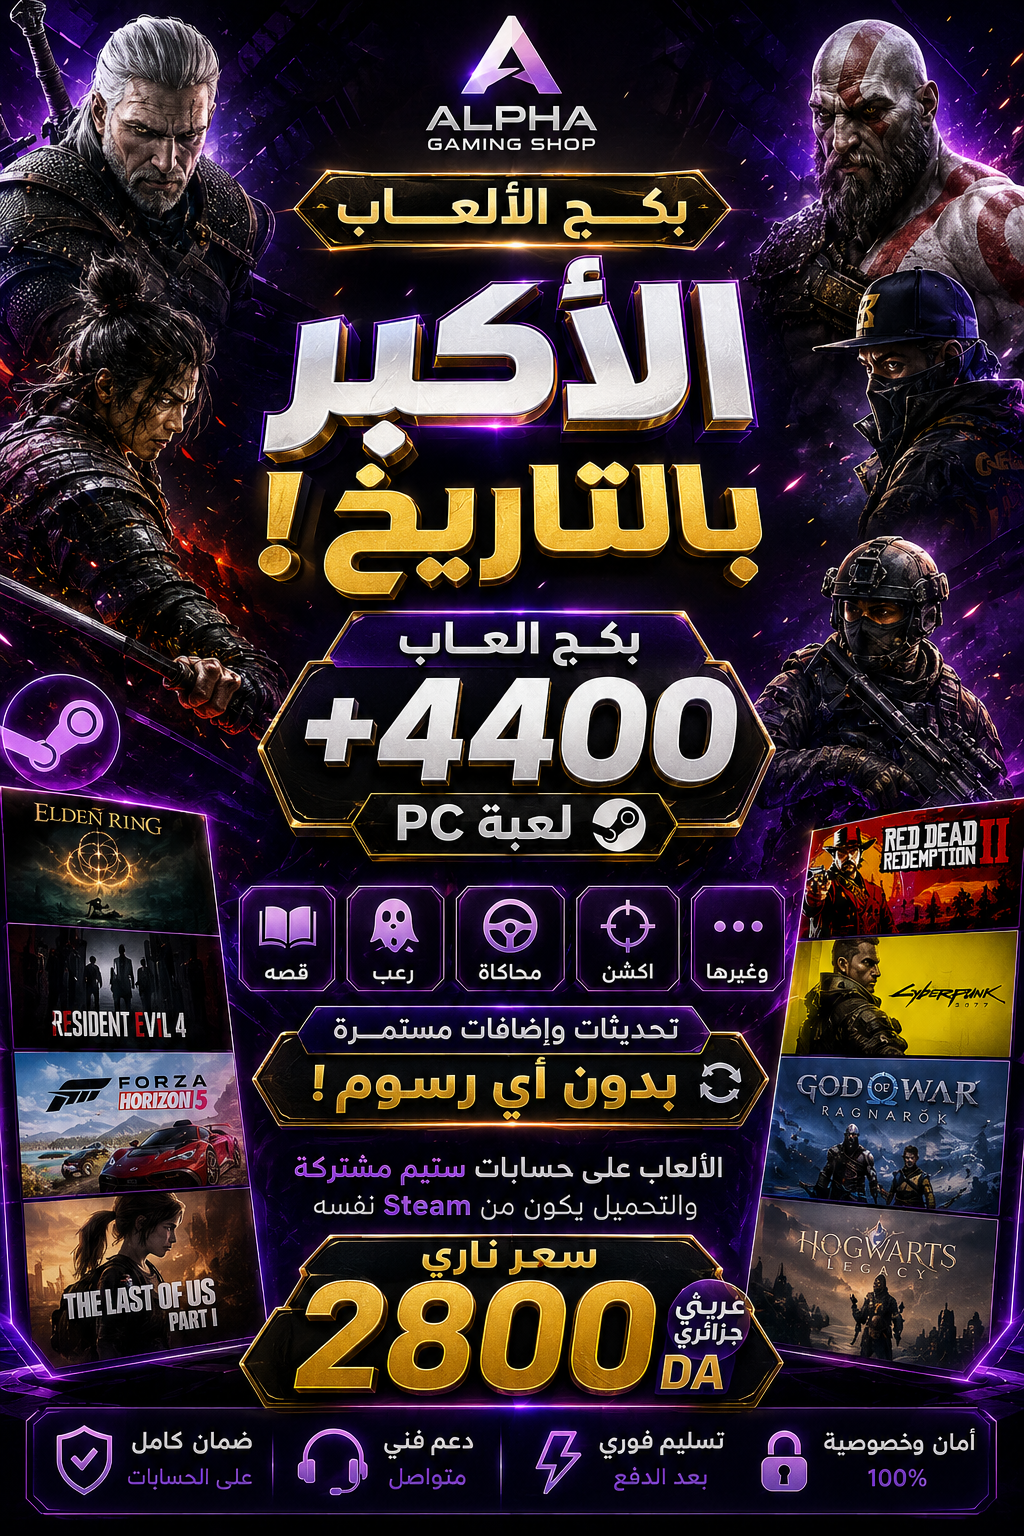 ALPHA
GAMING SHOP
بكج الألعاب
الأكبر
بالتاريخ !
بكج العاب
+4400
لعبة PC
ELDEN RING
RESIDENT EVIL 4
FORZA
HORIZON 5
THE LAST OF US
PART I
RED DEAD
REDEMPTION II
CYBERPUNK
2077
GOD OF WAR
RAGNARÖK
HOGWARTS
LEGACY
قصه
رعب
محاكاة
اكشن
وغيرها
تحديثات وإضافات مستمرة
بدون أي رسوم !
الألعاب على حسابات ستيم مشتركة
والتحميل يكون من Steam نفسه
سعر ناري
2800
جزائري
DA
أمان وخصوصية
100%
تسليم فوري
بعد الدفع
دعم فني
متواصل
ضمان كامل
على الحسابات